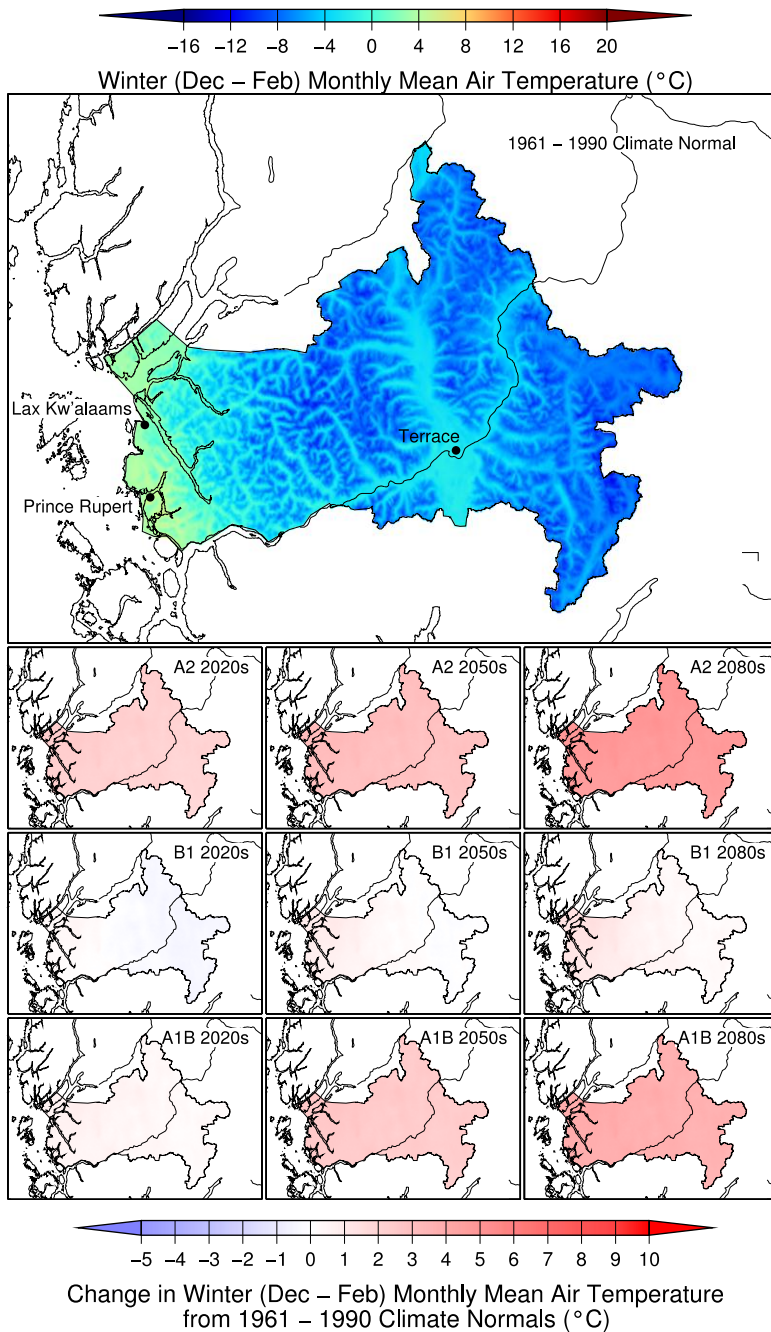 −16 −12 −8 −4 0 4 8 12 16 20
Winter (Dec − Feb) Monthly Mean Air Temperature (°C)
1961 − 1990 Climate Normal
Lax Kw'alaams
Terrace
Prince Rupert
A2 2020s
A2 2050s
A2 2080s
B1 2020s
B1 2050s
B1 2080s
A1B 2020s
A1B 2050s
A1B 2080s
−5 −4 −3 −2 −1 0 1 2 3 4 5 6 7 8 9 10
Change in Winter (Dec − Feb) Monthly Mean Air Temperature
from 1961 − 1990 Climate Normals (°C)